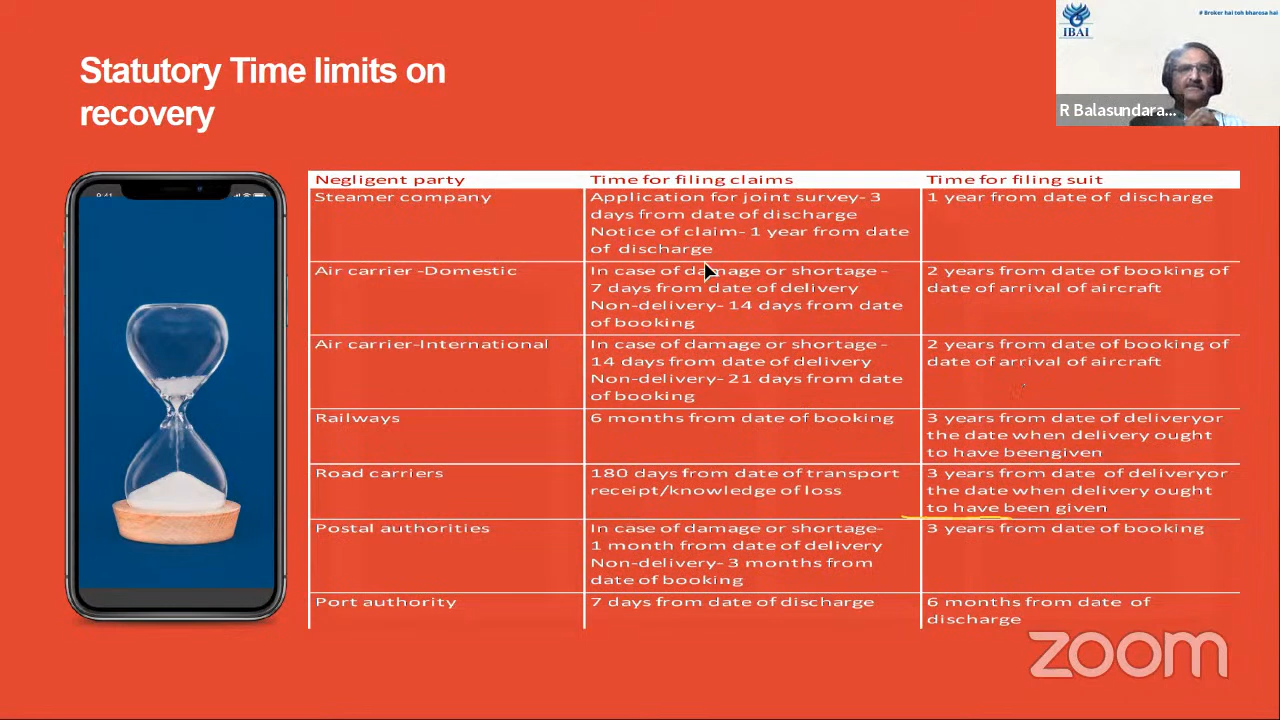 # Broker hai toh bharosa hai
IBAI
R Balasundara...
Statutory Time limits on
recovery
9:41
Negligent party
Time for filing claims
Time for filing suit
Steamer company
Application for joint survey- 3
days from date of discharge
Notice of claim- 1 year from date
of discharge
1 year from date of discharge
Air carrier -Domestic
In case of damage or shortage -
7 days from date of delivery
Non-delivery- 14 days from date
of booking
2 years from date of booking of
date of arrival of aircraft
Air carrier-International
In case of damage or shortage -
14 days from date of delivery
Non-delivery- 21 days from date
of booking
2 years from date of booking of
date of arrival of aircraft
Railways
6 months from date of booking
3 years from date of deliveryor
the date when delivery ought
to have beengiven
Road carriers
180 days from date of transport
receipt/knowledge of loss
3 years from date of deliveryor
the date when delivery ought
to have been given
Postal authorities
In case of damage or shortage-
1 month from date of delivery
Non-delivery- 3 months from
date of booking
3 years from date of booking
Port authority
7 days from date of discharge
6 months from date of
discharge
zoom